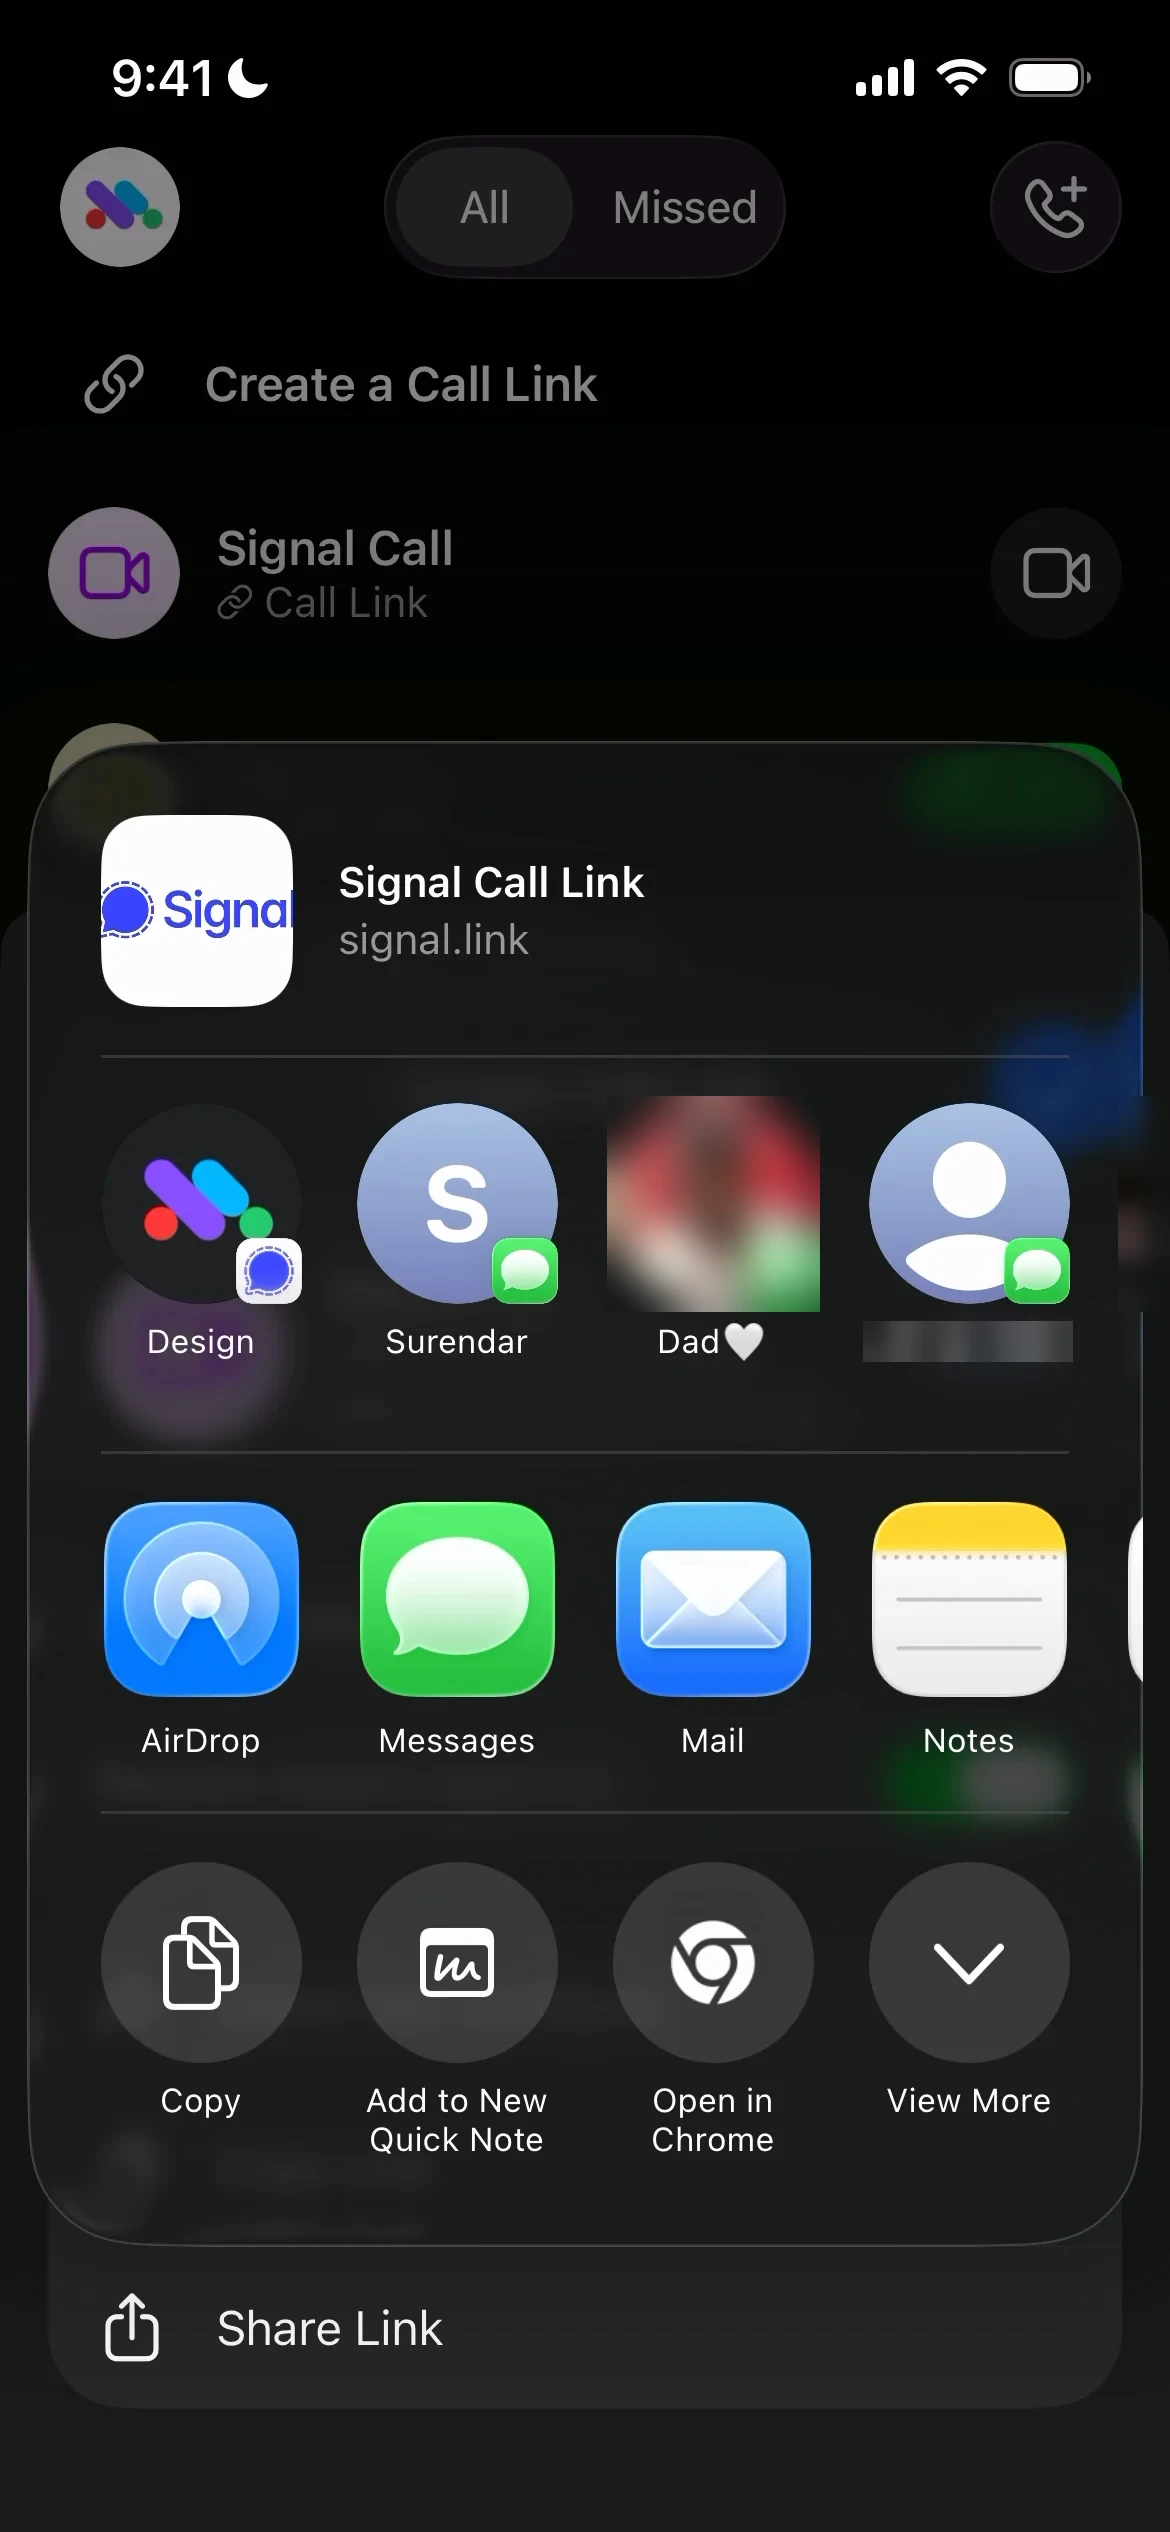 9:41
All
Missed
Create a Call Link
Signal Call
Call Link
Signal
Signal Call Link
signal.link
S
Design
Surendar
Dad🤍
AirDrop
Messages
Mail
Notes
Copy
Add to New
Quick Note
Open in
Chrome
View More
Share Link